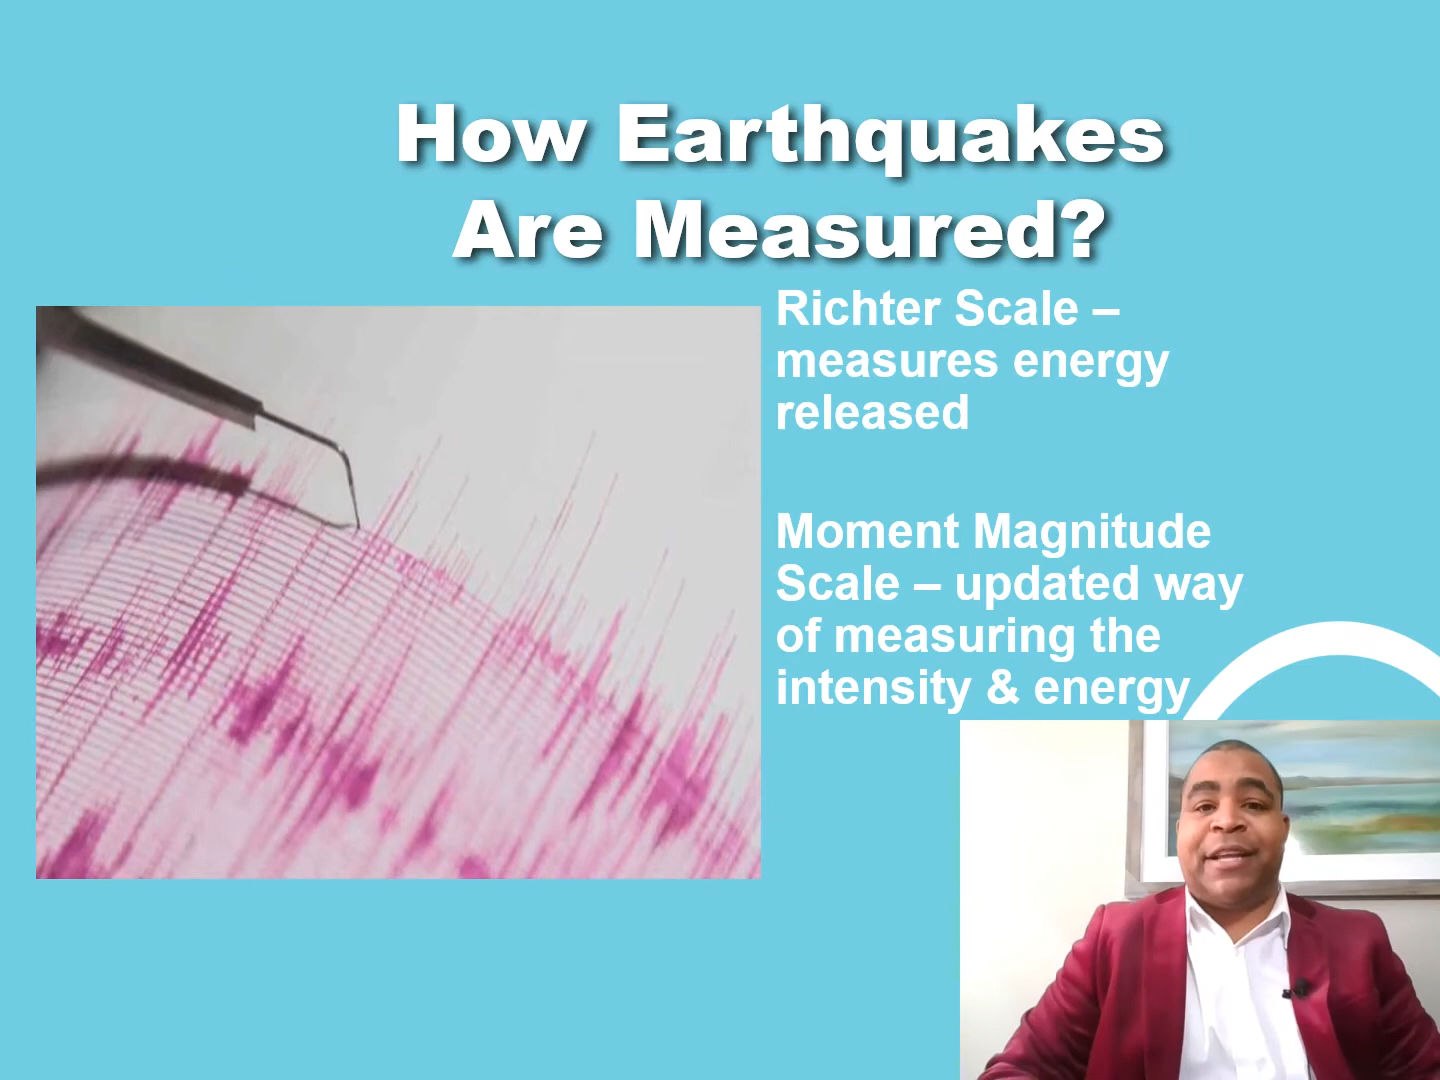 How Earthquakes
Are Measured?
Richter Scale –
measures energy
released
Moment Magnitude
Scale – updated way
of measuring the
intensity & energy